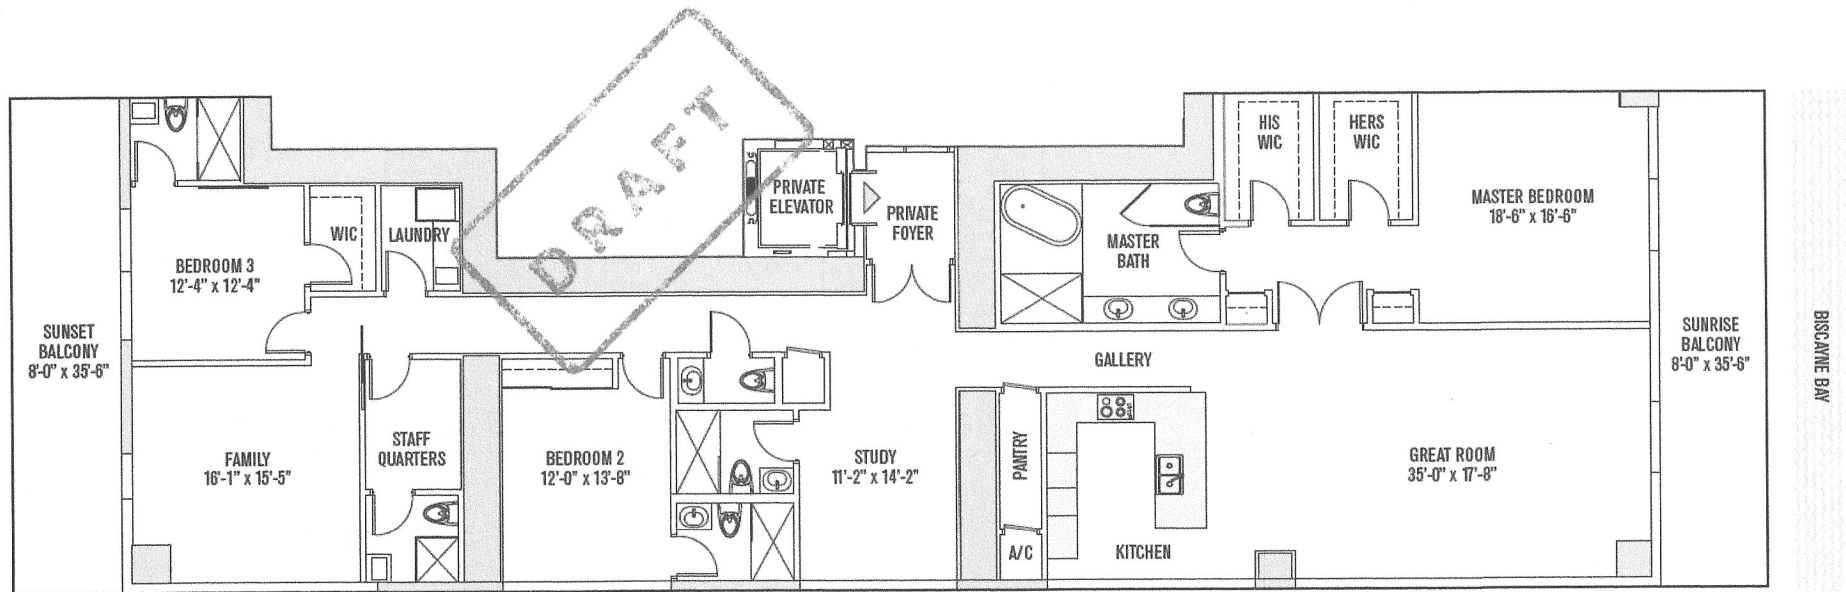 DRAFT
SUNSET
BALCONY
8'-0" x 35'-6"
BEDROOM 3
12'-4" x 12'-4"
WIC
LAUNDRY
PRIVATE
ELEVATOR
PRIVATE
FOYER
MASTER
BATH
HIS
WIC
HERS
WIC
MASTER BEDROOM
18'-6" x 16'-6"
SUNRISE
BALCONY
8'-0" x 35'-6"
BISCAYNE BAY
FAMILY
16'-1" x 15'-5"
STAFF
QUARTERS
BEDROOM 2
12'-0" x 13'-8"
STUDY
11'-2" x 14'-2"
GALLERY
PANTRY
A/C
KITCHEN
GREAT ROOM
35'-0" x 17'-8"